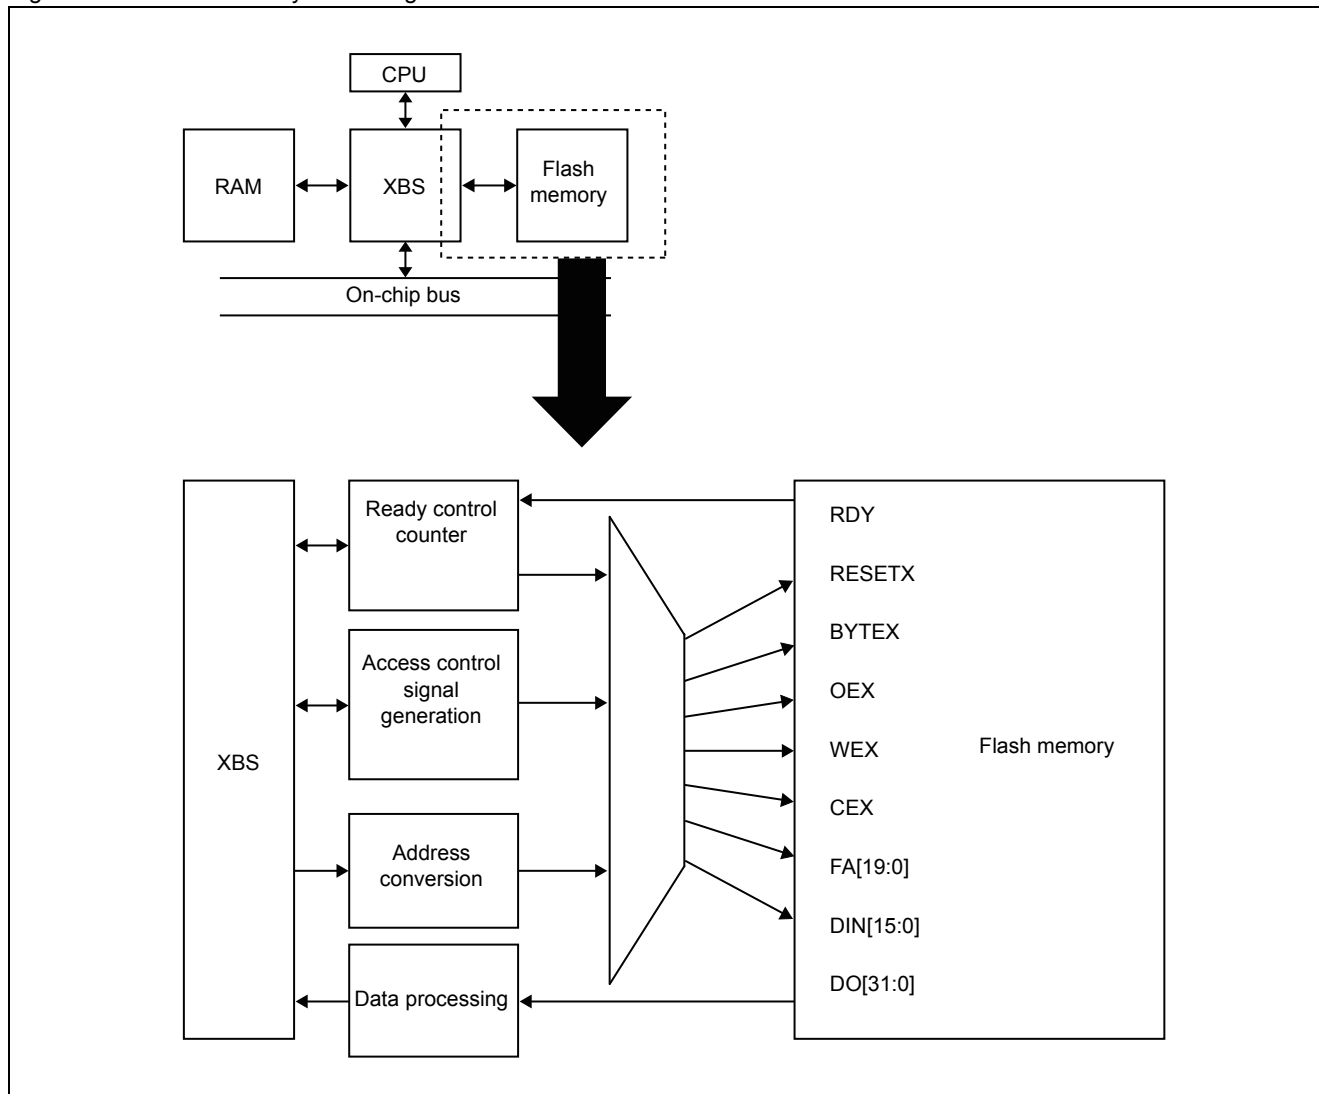 CPU
RAM
XBS
Flash
memory
On-chip bus
Ready control
counter
RDY
RESETX
BYTEX
Access control
signal
generation
OEX
WEX
Flash memory
XBS
CEX
Address
conversion
FA[19:0]
DIN[15:0]
DO[31:0]
Data processing